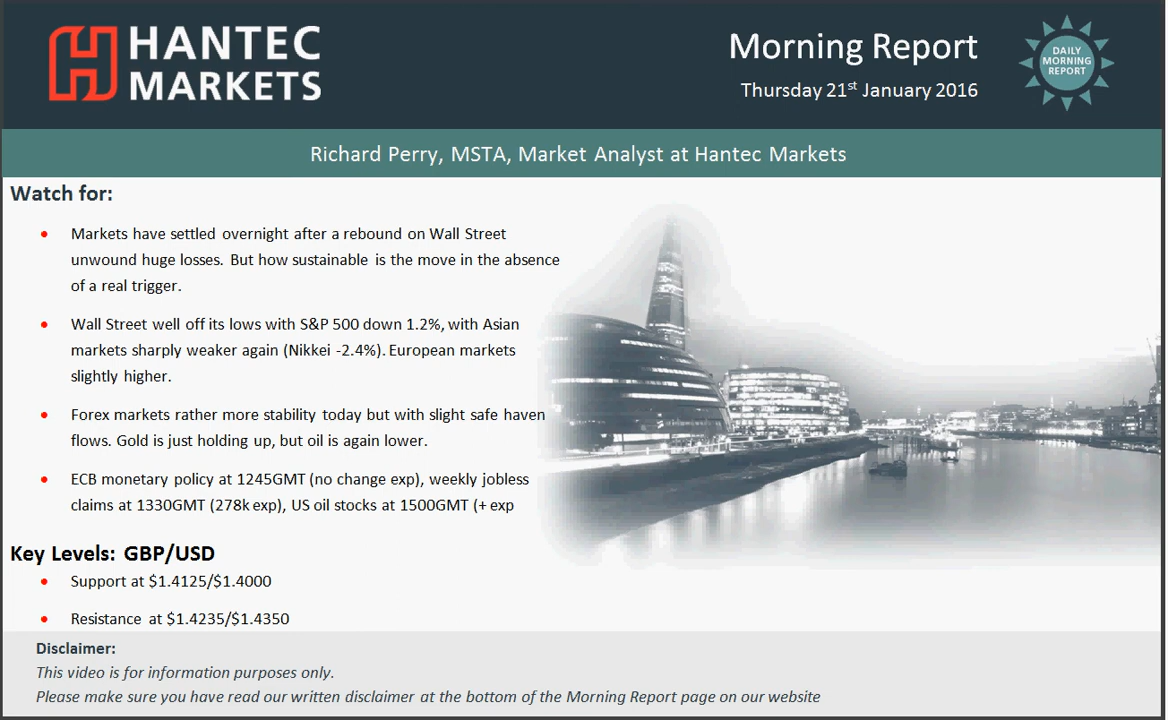 HANTEC
MARKETS
Morning Report
Thursday 21st January 2016
DAILY
MORNING
REPORT
Richard Perry, MSTA, Market Analyst at Hantec Markets
Watch for:
Markets have settled overnight after a rebound on Wall Street
unwound huge losses. But how sustainable is the move in the absence
of a real trigger.
Wall Street well off its lows with S&P 500 down 1.2%, with Asian
markets sharply weaker again (Nikkei -2.4%). European markets
slightly higher.
Forex markets rather more stability today but with slight safe haven
flows. Gold is just holding up, but oil is again lower.
ECB monetary policy at 1245GMT (no change exp), weekly jobless
claims at 1330GMT (278k exp), US oil stocks at 1500GMT (+ exp
Key Levels: GBP/USD
Support at $1.4125/$1.4000
Resistance at $1.4235/$1.4350
Disclaimer:
This video is for information purposes only.
Please make sure you have read our written disclaimer at the bottom of the Morning Report page on our website